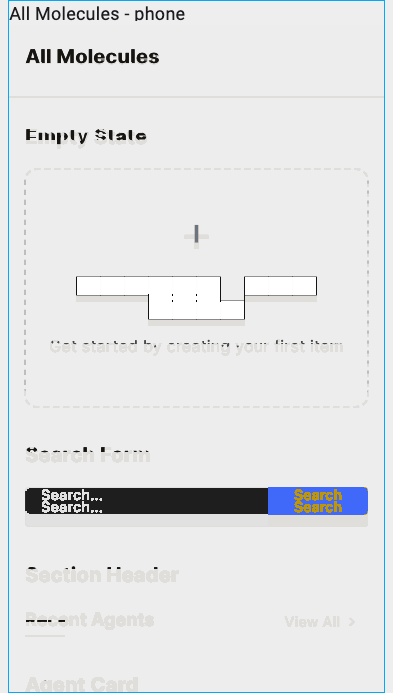 All Molecules - phone
All Molecules
Empty State
Get started by creating your first item
Search Form
Search... Search
Search... Search
Section Header
Recent Agents View All
Agent Card